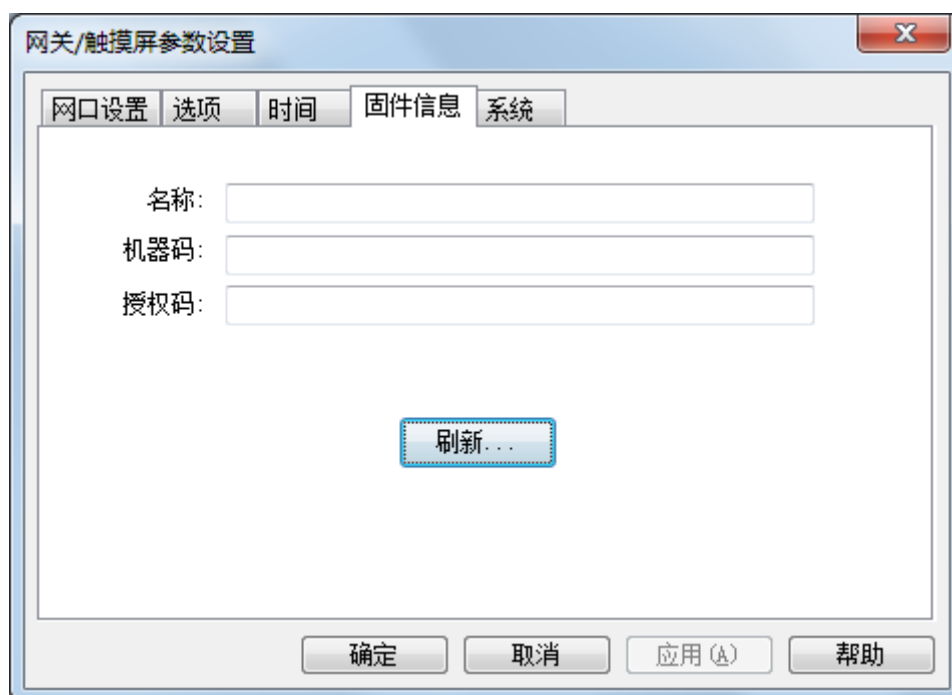 网关/触摸屏参数设置
网口设置 选项 时间 固件信息 系统
名称:
机器码:
授权码:
刷新...
确定 取消 应用(A) 帮助